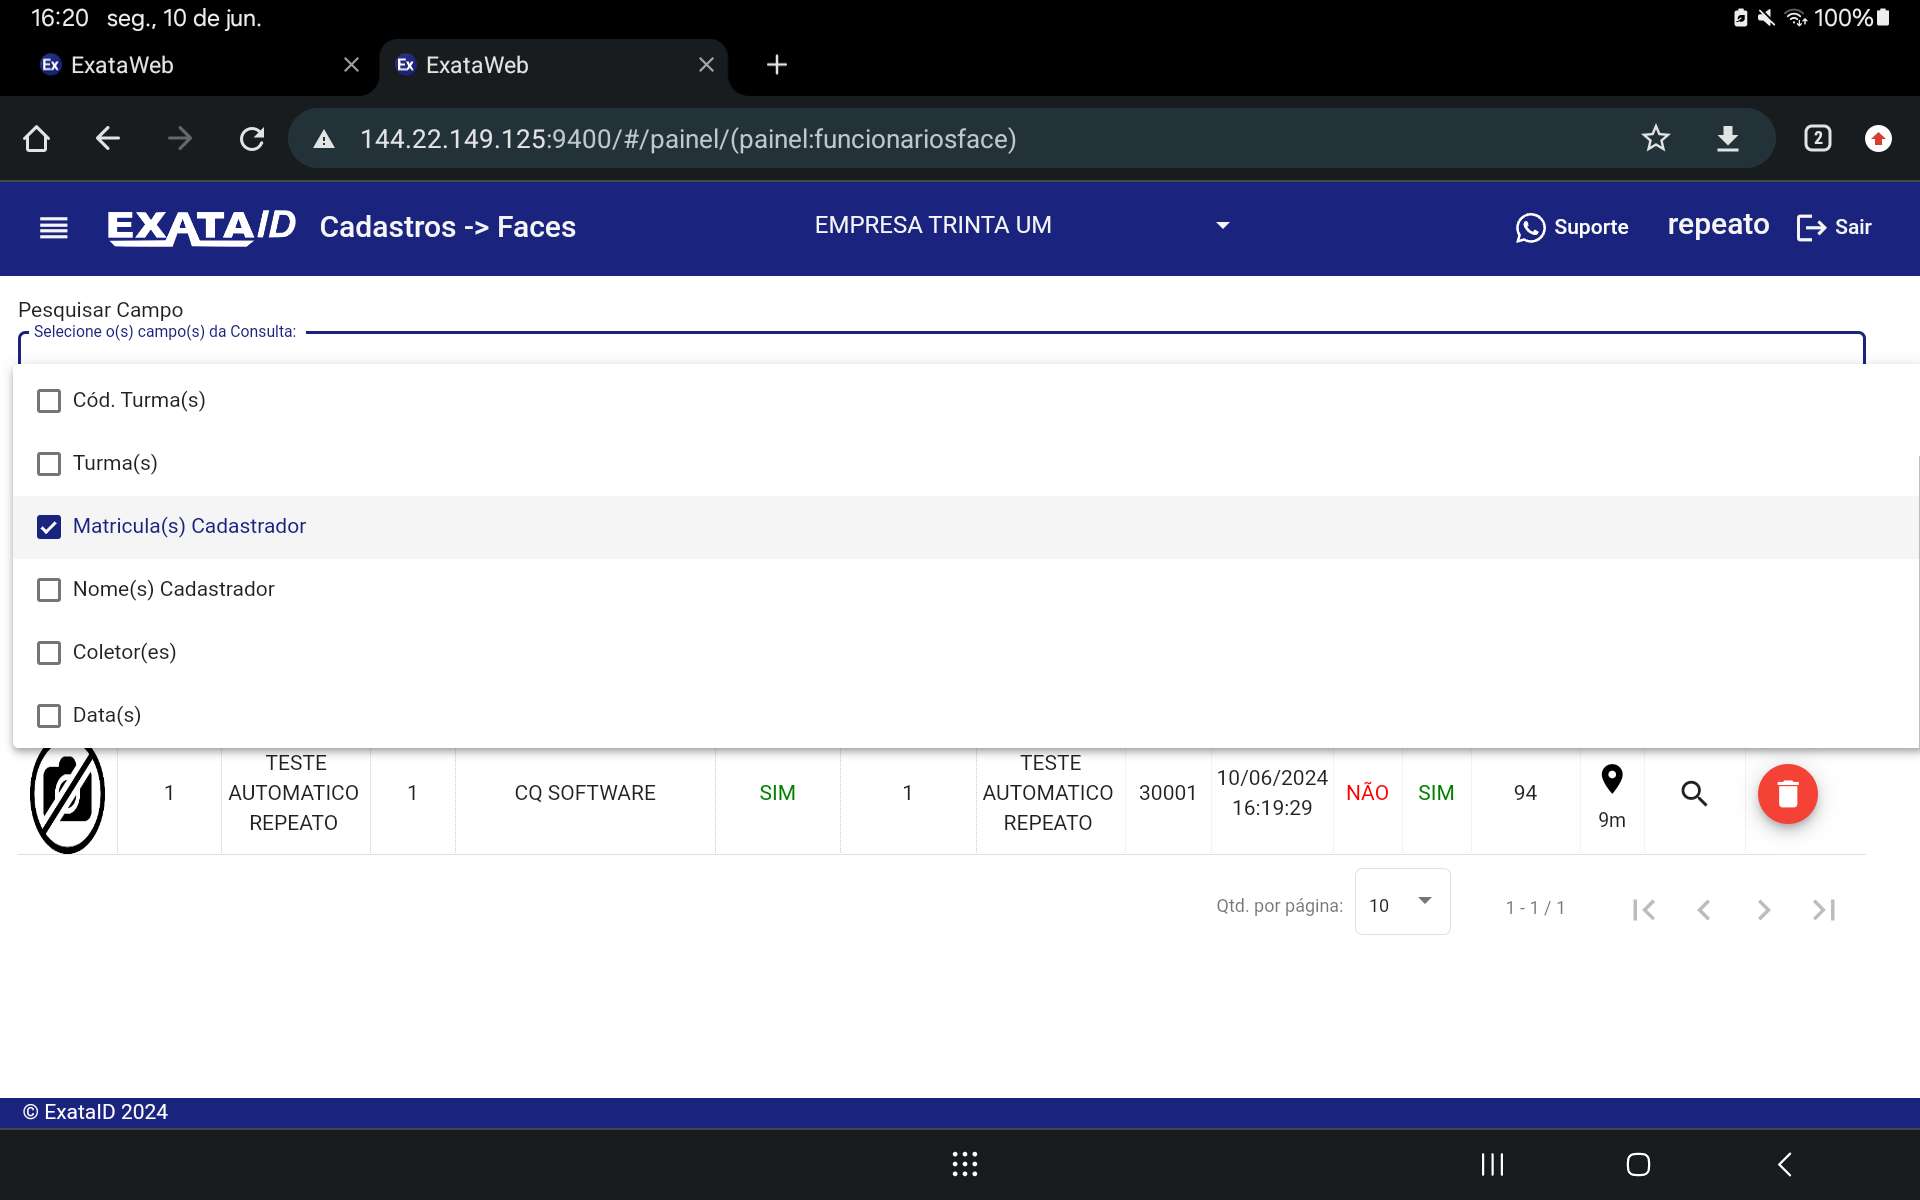 16:20 seg., 10 de jun.
100%
Ex ExataWeb
Ex ExataWeb
144.22.149.125:9400/#/painel/(painel:funcionariosface)
2
EXATAID Cadastros -> Faces
EMPRESA TRINTA UM
Suporte
repeato
Sair
Pesquisar Campo
Selecione o(s) campo(s) da Consulta:
Cód. Turma(s)
Turma(s)
Matricula(s) Cadastrador
Nome(s) Cadastrador
Coletor(es)
Data(s)
1
TESTE
AUTOMATICO
REPEATO
1
CQ SOFTWARE
SIM
1
TESTE
AUTOMATICO
REPEATO
30001
10/06/2024
16:19:29
NÃO
SIM
94
9m
Qtd. por página:
10
1 - 1 / 1
© ExataID 2024